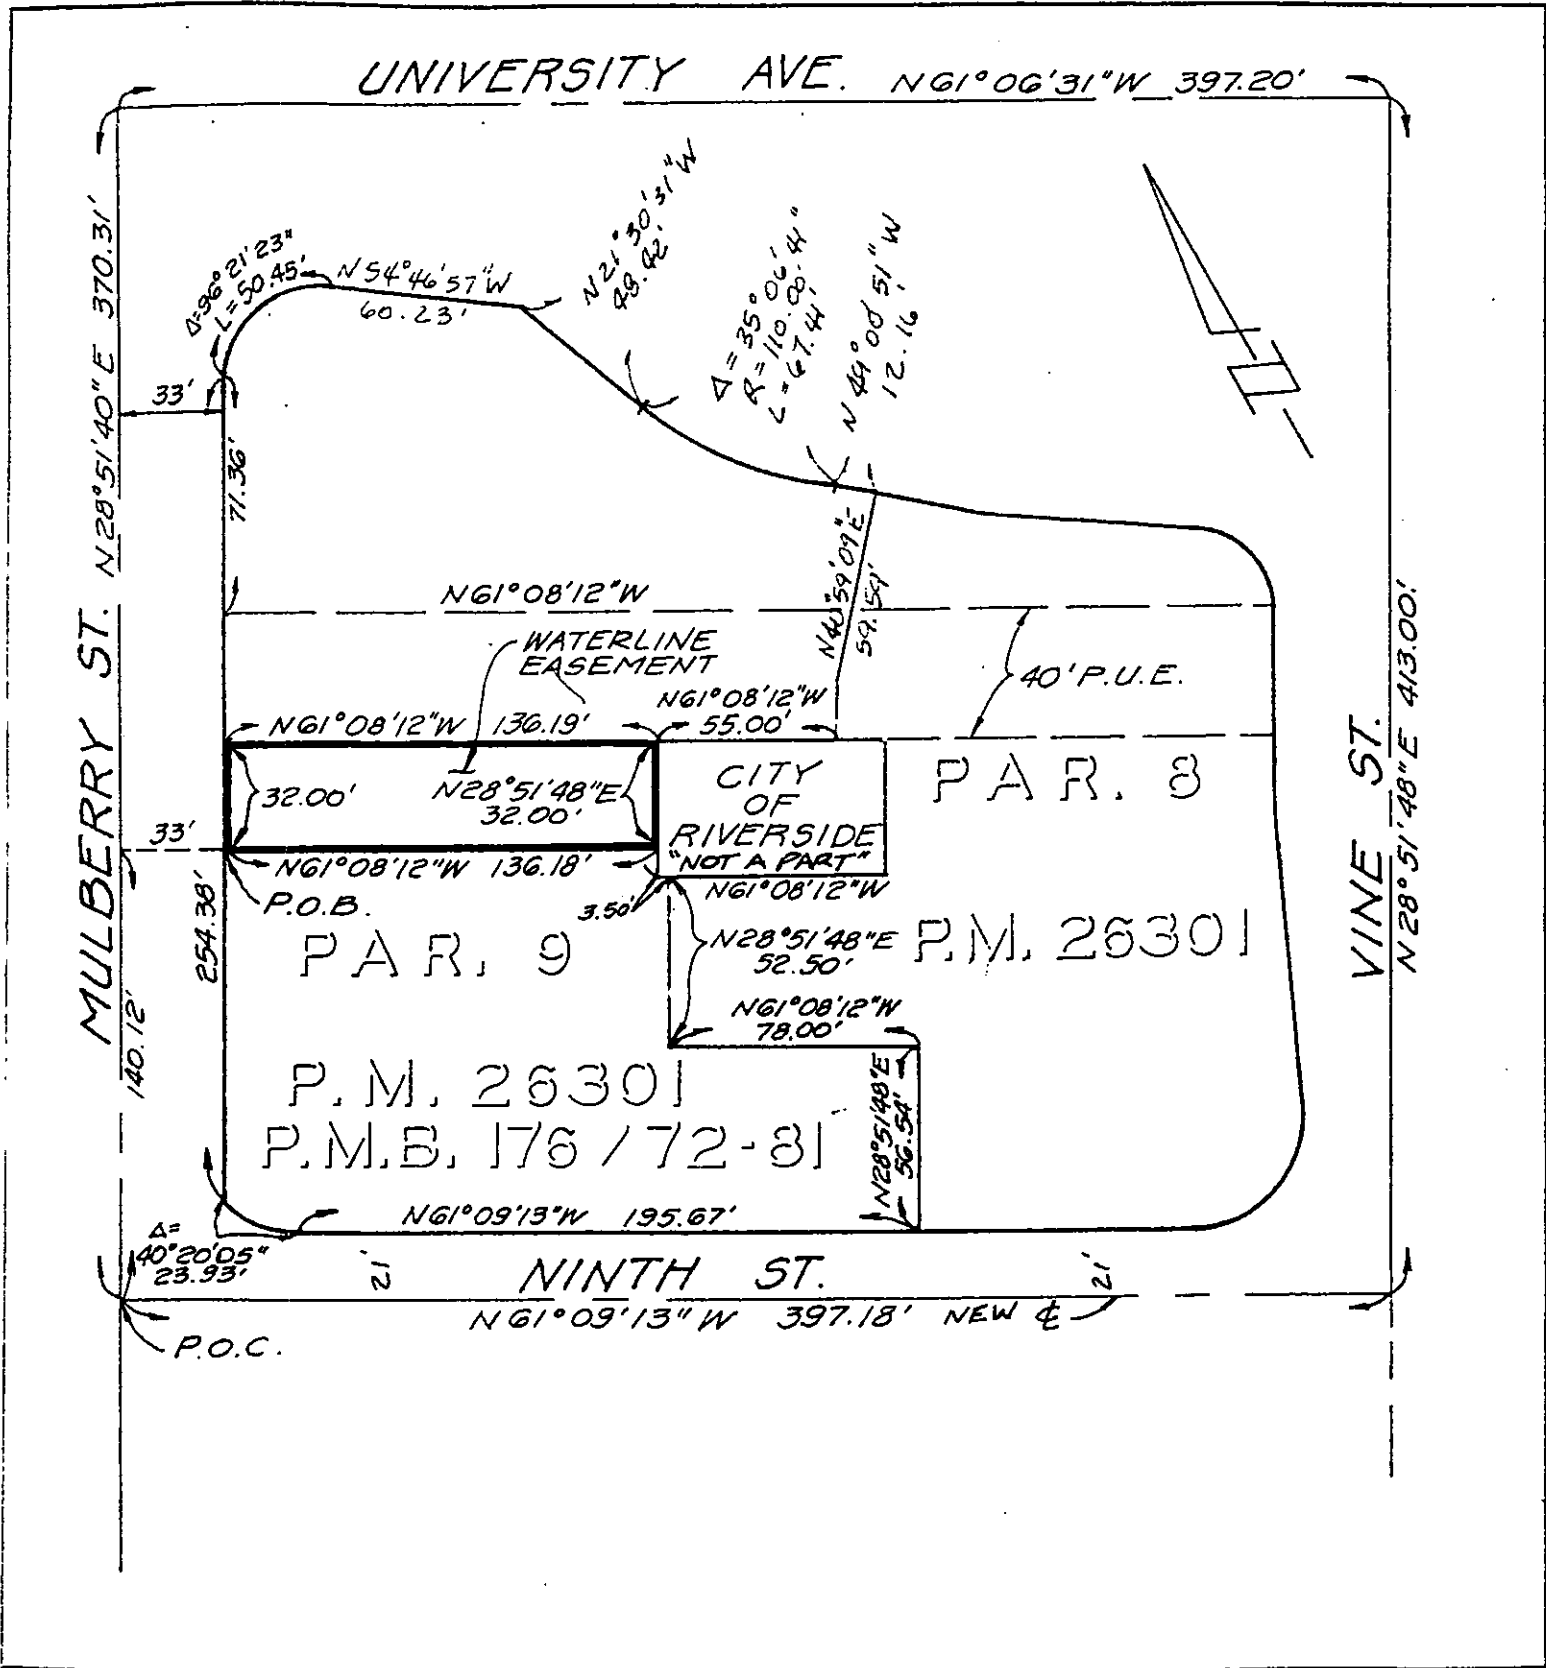 UNIVERSITY AVE. N61°06'31"W 397.20'
MULBERRY ST. N28°51'40"E 370.31'
Δ=96°21'23"
L=50.45'
N54°46'57"W
60.23'
N21°30'31"W
48.42'
Δ=35°06'41"
R=110.00'
L=67.41'
N 49°00'51"W
12.16'
33'
71.36'
N61°08'12"W
N40°59'09"E
59.59'
WATERLINE
EASEMENT
40' P.U.E.
N61°08'12"W 136.19'
N61°08'12"W
55.00'
32.00'
N28°51'48"E
32.00'
CITY
OF
RIVERSIDE
"NOT A PART"
PAR. 8
VINE ST.
N28°51'48"E 413.00'
33'
N61°08'12"W 136.18'
P.O.B.
3.50'
N61°08'12"W
254.38'
PAR. 9
N28°51'48"E
52.50'
P.M. 26301
140.12'
N61°08'12"W
78.00'
P.M. 26301
P.M.B. 176/72-81
N28°51'48"E
56.54'
N61°09'13"W 195.67'
Δ=
40°20'05"
23.93'
21'
NINTH ST.
21'
N61°09'13"W 397.18' NEW ℄
P.O.C.